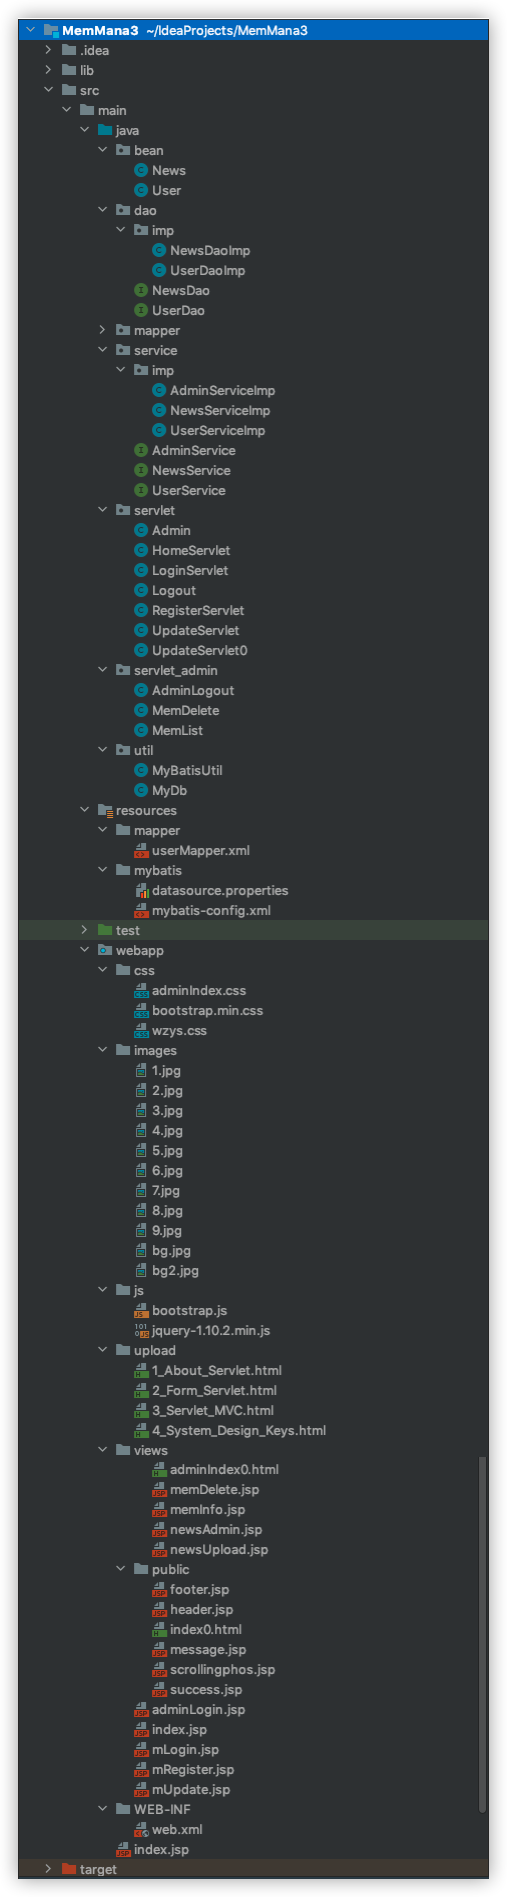 MemMana3 ~/IdeaProjects/MemMana3
.idea
lib
src
main
java
bean
News
User
dao
imp
NewsDaoImp
UserDaoImp
NewsDao
UserDao
mapper
service
imp
AdminServiceImp
NewsServiceImp
UserServiceImp
AdminService
NewsService
UserService
servlet
Admin
HomeServlet
LoginServlet
Logout
RegisterServlet
UpdateServlet
UpdateServlet0
servlet_admin
AdminLogout
MemDelete
MemList
util
MyBatisUtil
MyDb
resources
mapper
userMapper.xml
mybatis
datasource.properties
mybatis-config.xml
test
webapp
css
adminIndex.css
bootstrap.min.css
wzys.css
images
1.jpg
2.jpg
3.jpg
4.jpg
5.jpg
6.jpg
7.jpg
8.jpg
9.jpg
bg.jpg
bg2.jpg
js
bootstrap.js
jquery-1.10.2.min.js
upload
1_About_Servlet.html
2_Form_Servlet.html
3_Servlet_MVC.html
4_System_Design_Keys.html
views
adminIndex0.html
memDelete.jsp
memInfo.jsp
newsAdmin.jsp
newsUpload.jsp
public
footer.jsp
header.jsp
index0.html
message.jsp
scrollingphos.jsp
success.jsp
adminLogin.jsp
index.jsp
mLogin.jsp
mRegister.jsp
mUpdate.jsp
WEB-INF
web.xml
index.jsp
target